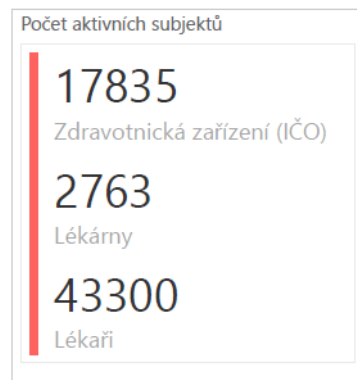 Počet aktivních subjektů
17835
Zdravotnická zařízení (IČO)
2763
Lékárny
43300
Lékaři